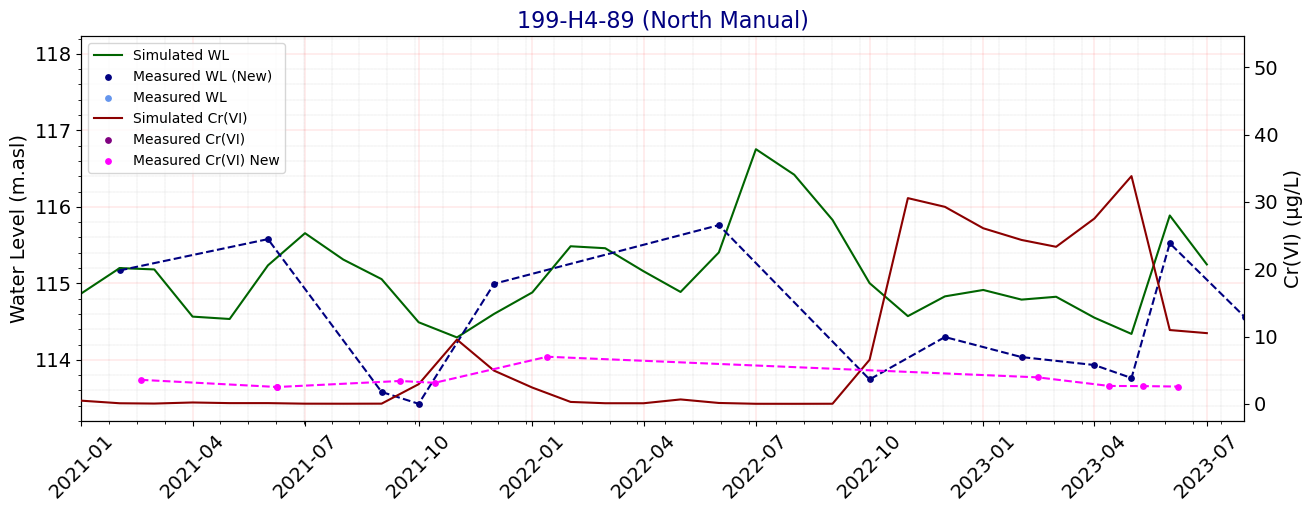 199-H4-89 (North Manual)
Simulated WL
Measured WL (New)
Measured WL
Simulated Cr(VI)
Measured Cr(VI)
Measured Cr(VI) New
Water Level (m.asl)
118
117
116
115
114
Cr(VI) (µg/L)
50
40
30
20
10
0
2021-01
2021-04
2021-07
2021-10
2022-01
2022-04
2022-07
2022-10
2023-01
2023-04
2023-07